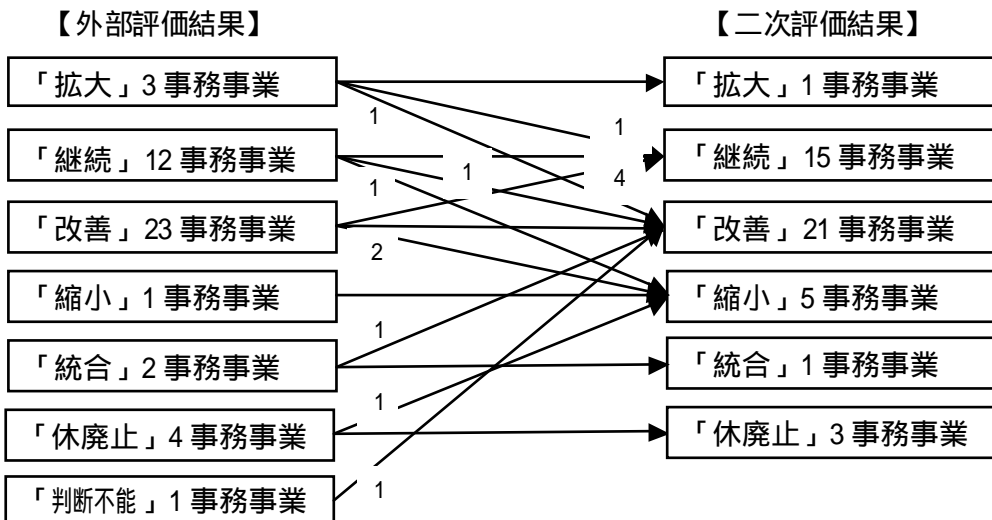 【外部評価結果】 【二次評価結果】
「拡大」3 事務事業 「拡大」1 事務事業
1 1
「継続」12 事務事業 1 「継続」15 事務事業
1 4
「改善」23 事務事業 「改善」21 事務事業
2
「縮小」1 事務事業 「縮小」5 事務事業
1
「統合」2 事務事業 「統合」1 事務事業
1
「休廃止」4 事務事業 「休廃止」3 事務事業
1
「判断不能」1 事務事業